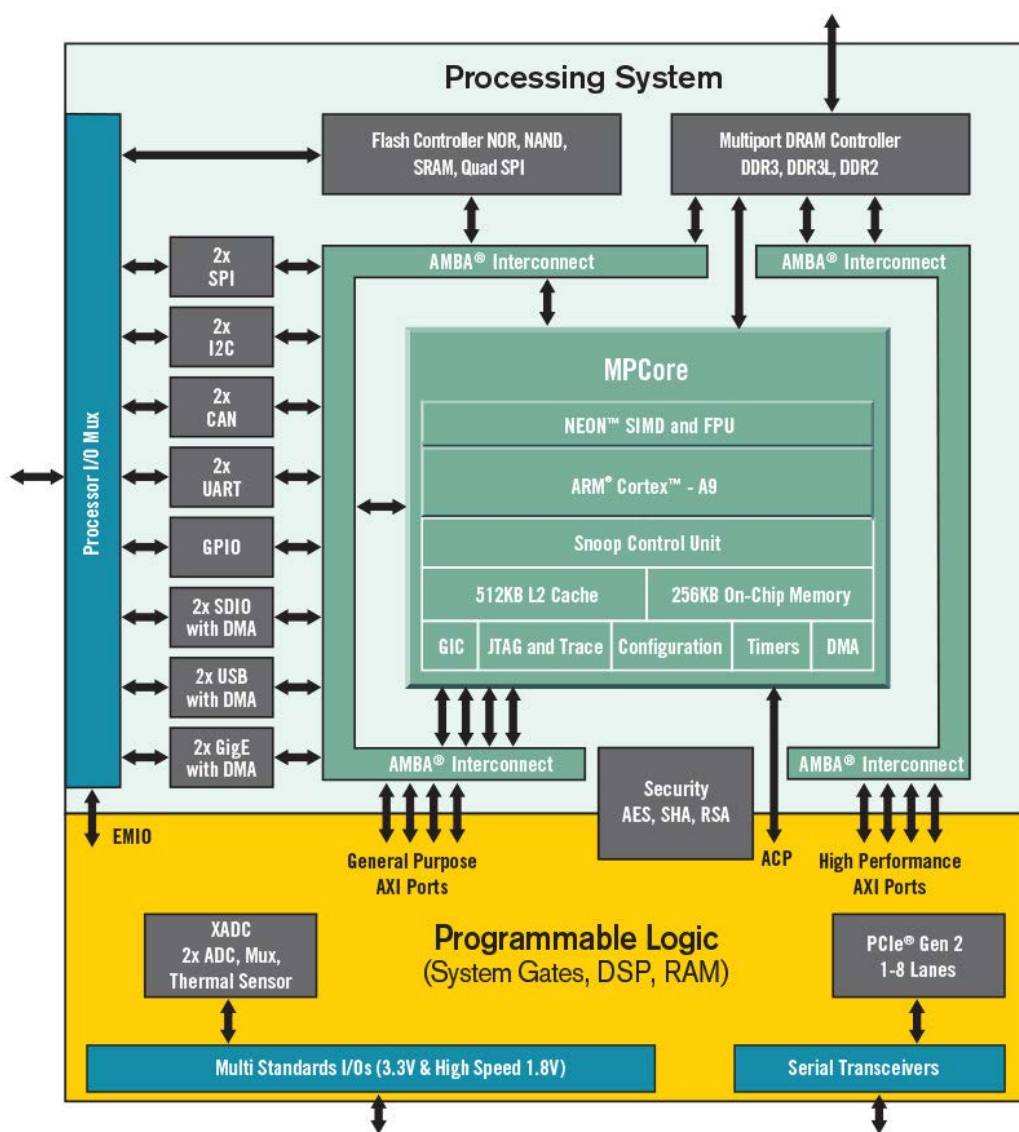 Processing System
Flash Controller NOR, NAND,
SRAM, Quad SPI
Multiport DRAM Controller
DDR3, DDR3L, DDR2
Processor I/O Mux
2x
SPI
2x
I2C
2x
CAN
2x
UART
GPIO
2x SDIO
with DMA
2x USB
with DMA
2x GigE
with DMA
AMBA® Interconnect
AMBA® Interconnect
MPCore
NEON™ SIMD and FPU
ARM® Cortex™ - A9
Snoop Control Unit
512KB L2 Cache
256KB On-Chip Memory
GIC
JTAG and Trace
Configuration
Timers
DMA
AMBA® Interconnect
AMBA® Interconnect
Security
AES, SHA, RSA
EMIO
General Purpose
AXI Ports
ACP
High Performance
AXI Ports
XADC
2x ADC, Mux,
Thermal Sensor
Programmable Logic
(System Gates, DSP, RAM)
PCIe® Gen 2
1-8 Lanes
Multi Standards I/Os (3.3V & High Speed 1.8V)
Serial Transceivers